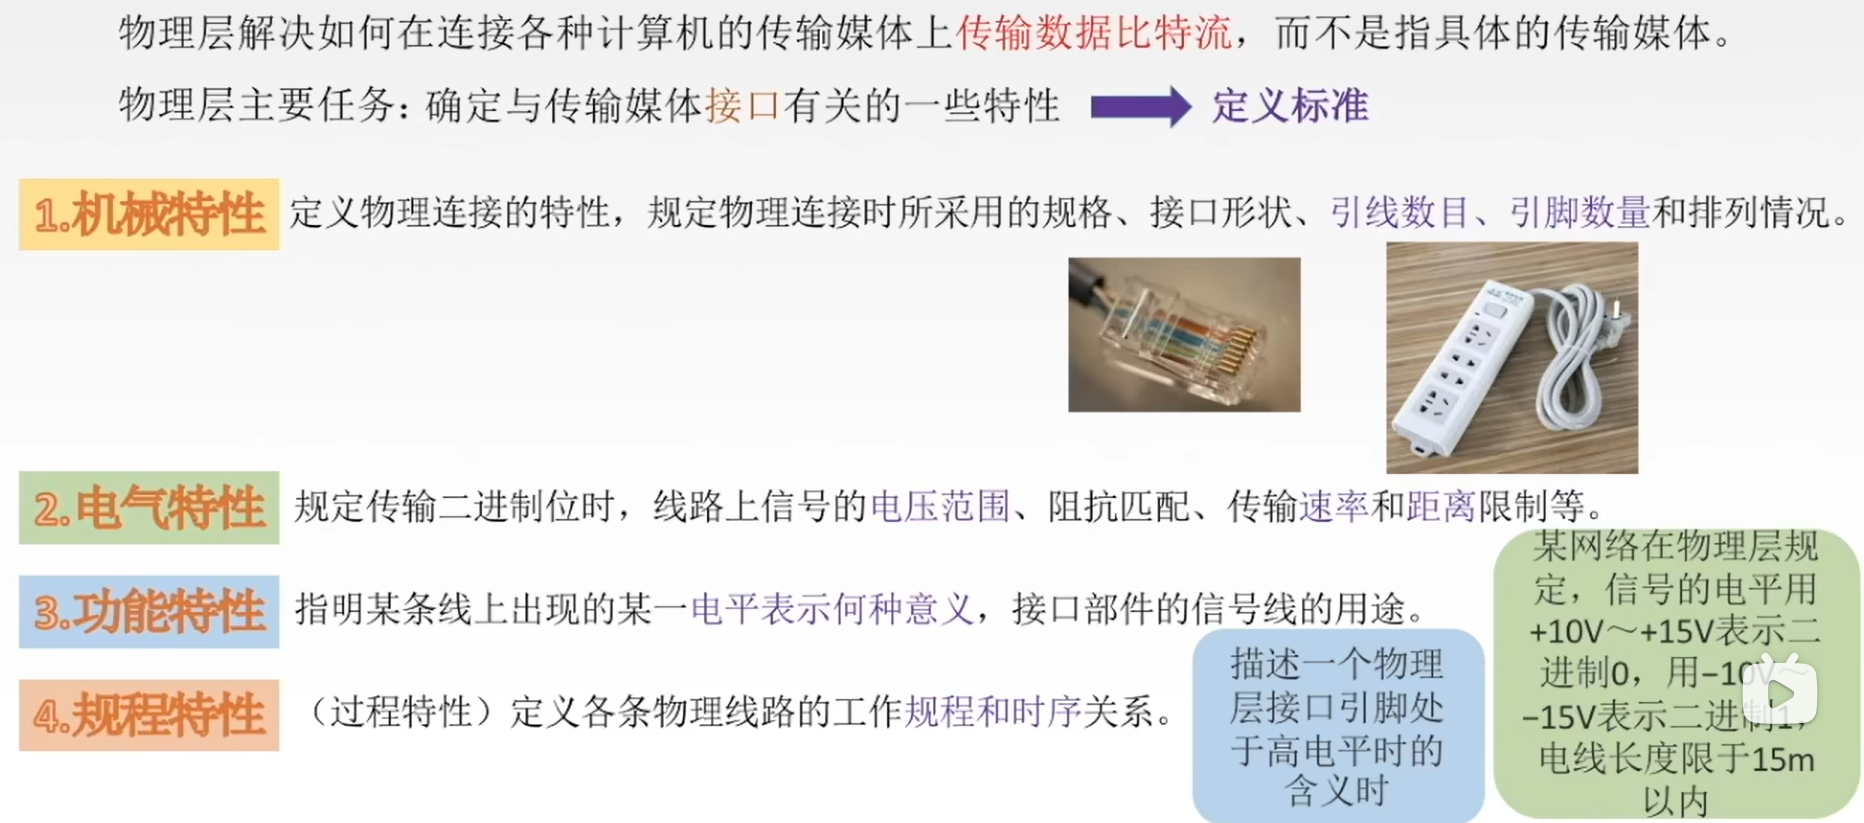 物理层解决如何在连接各种计算机的传输媒体上传输数据比特流，而不是指具体的传输媒体。
物理层主要任务：确定与传输媒体接口有关的一些特性 定义标准
1.机械特性 定义物理连接的特性，规定物理连接时所采用的规格、接口形状、引线数目、引脚数量和排列情况。
2.电气特性 规定传输二进制位时，线路上信号的电压范围、阻抗匹配、传输速率和距离限制等。
3.功能特性 指明某条线上出现的某一电平表示何种意义，接口部件的信号线的用途。
4.规程特性 （过程特性）定义各条物理线路的工作规程和时序关系。
描述一个物理
层接口引脚处
于高电平时的
含义时
某网络在物理层规
定，信号的电平用
+10V～+15V表示二
进制0，用−10V～
−15V表示二进制1，
电线长度限于15m
以内